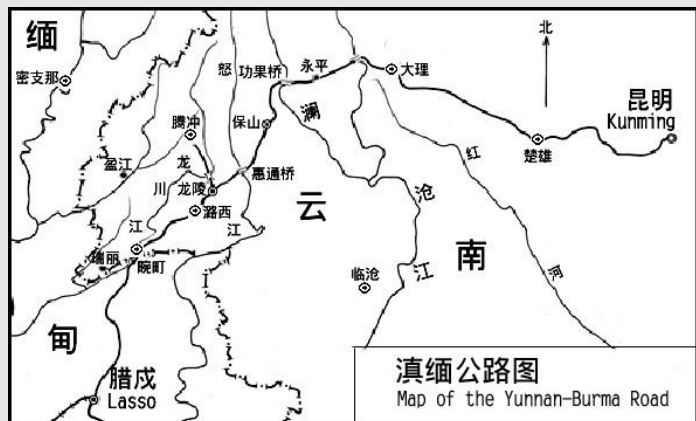 缅
北
密支那
怒
功果桥
永平
大理
昆明
Kunming
腾冲
保山
澜
楚雄
红
盈江
龙
川
龙陵
惠通桥
潞西
云
沧
江
江
南
瑞丽
畹町
江
临沧
江
河
甸
腊戍
Lasso
滇缅公路图
Map of the Yunnan-Burma Road